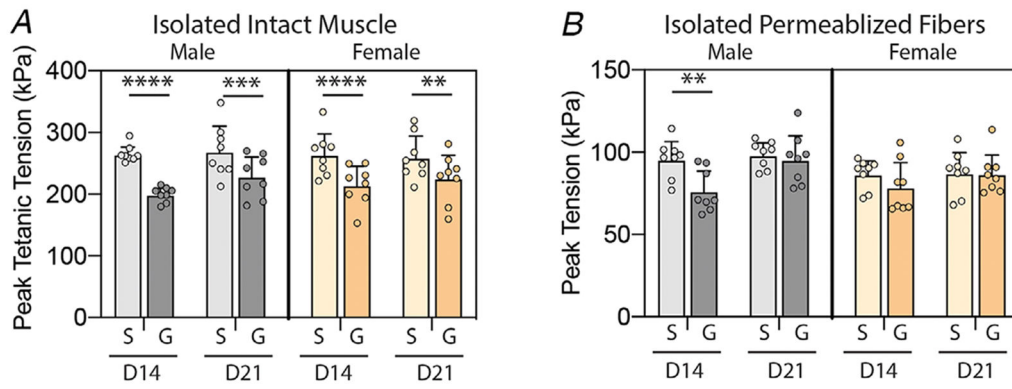 A Isolated Intact Muscle
Male Female
Peak Tetanic Tension (kPa)
400
300
200
100
0
**** *** **** **
S G S G S G S G
D14 D21 D14 D21
B Isolated Permeablized Fibers
Male Female
Peak Tension (kPa)
150
100
50
0
**
S G S G S G S G
D14 D21 D14 D21